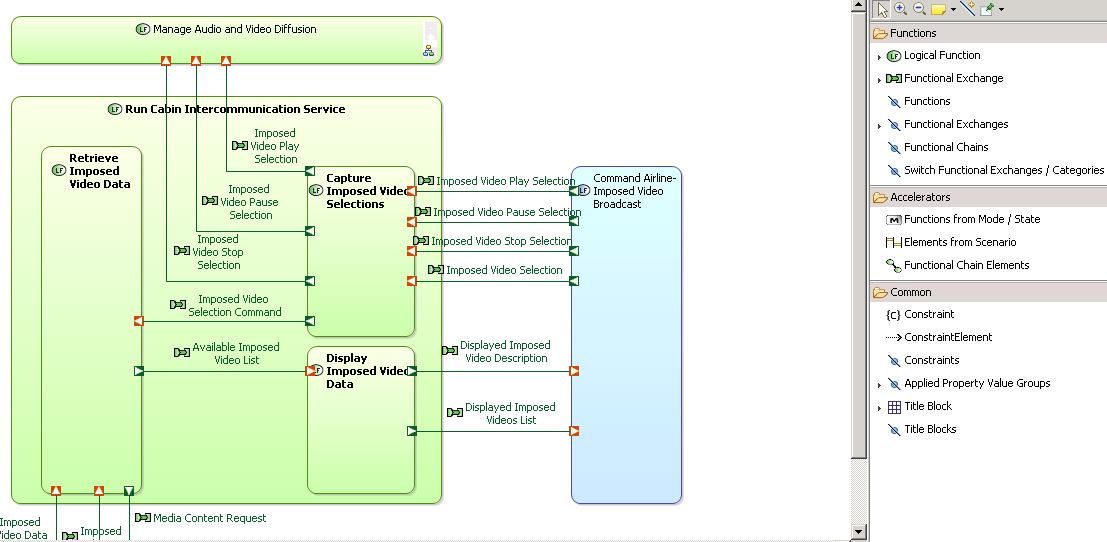 LF Manage Audio and Video Diffusion
LF Run Cabin Intercommunication Service
LF Retrieve
Imposed
Video Data
Imposed
Video Play
Selection
Imposed
Video Pause
Selection
Imposed
Video Stop
Selection
Imposed Video
Selection Command
Available Imposed
Video List
LF Capture
Imposed Video
Selections
LF Display
Imposed Video
Data
Imposed Video Play Selection
Imposed Video Pause Selection
Imposed Video Stop Selection
Imposed Video Selection
Displayed Imposed
Video Description
Displayed Imposed
Videos List
LF Command Airline-
Imposed Video
Broadcast
Imposed
Video Data
Imposed
Media Content Request
Functions
LF Logical Function
Functional Exchange
Functions
Functional Exchanges
Functional Chains
Switch Functional Exchanges / Categories
Accelerators
M Functions from Mode / State
Elements from Scenario
Functional Chain Elements
Common
{c} Constraint
ConstraintElement
Constraints
Applied Property Value Groups
Title Block
Title Blocks